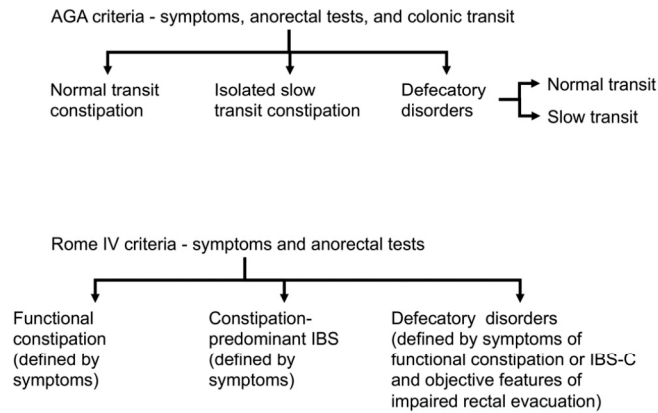 AGA criteria - symptoms, anorectal tests, and colonic transit
Normal transit
constipation
Isolated slow
transit constipation
Defecatory
disorders
Normal transit
Slow transit
Rome IV criteria - symptoms and anorectal tests
Functional
constipation
(defined by
symptoms)
Constipation-
predominant IBS
(defined by
symptoms)
Defecatory disorders
(defined by symptoms of
functional constipation or IBS-C
and objective features of
impaired rectal evacuation)